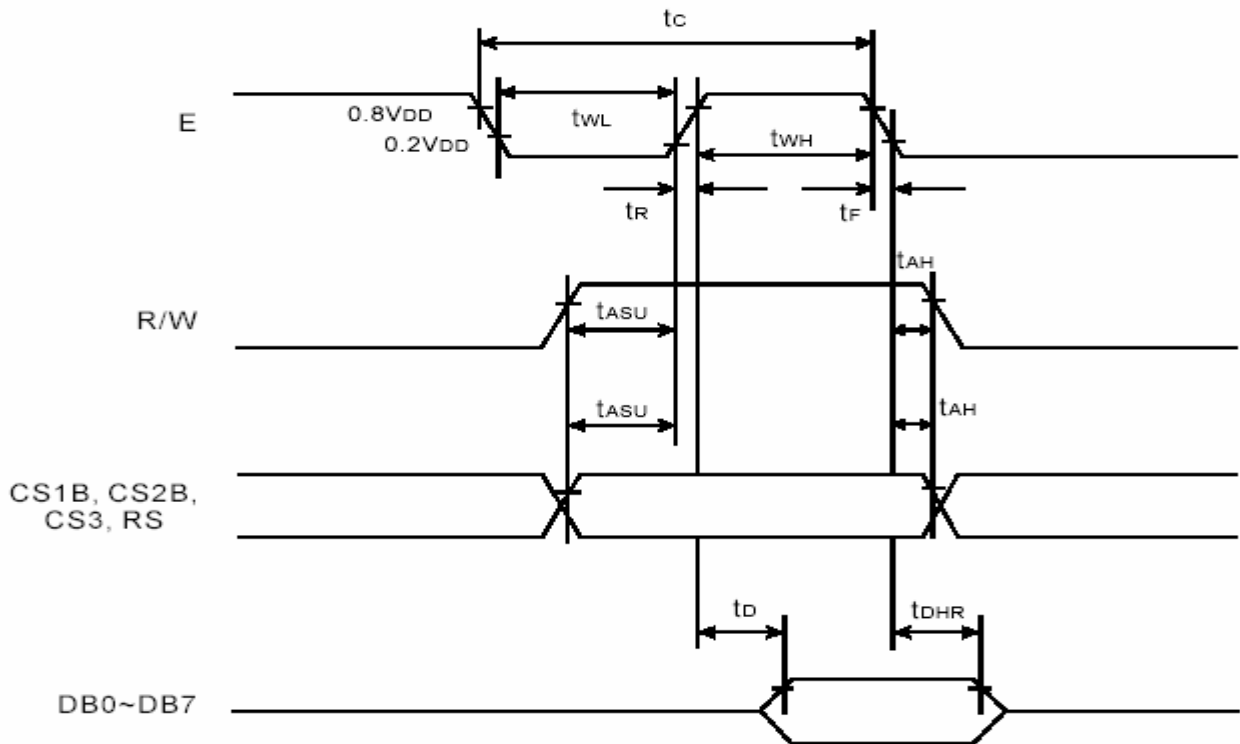 tC
E
0.8VDD
0.2VDD
tWL
tWH
tR
tF
R/W
tASU
tAH
tASU
tAH
CS1B, CS2B,
CS3, RS
tD
tDHR
DB0~DB7